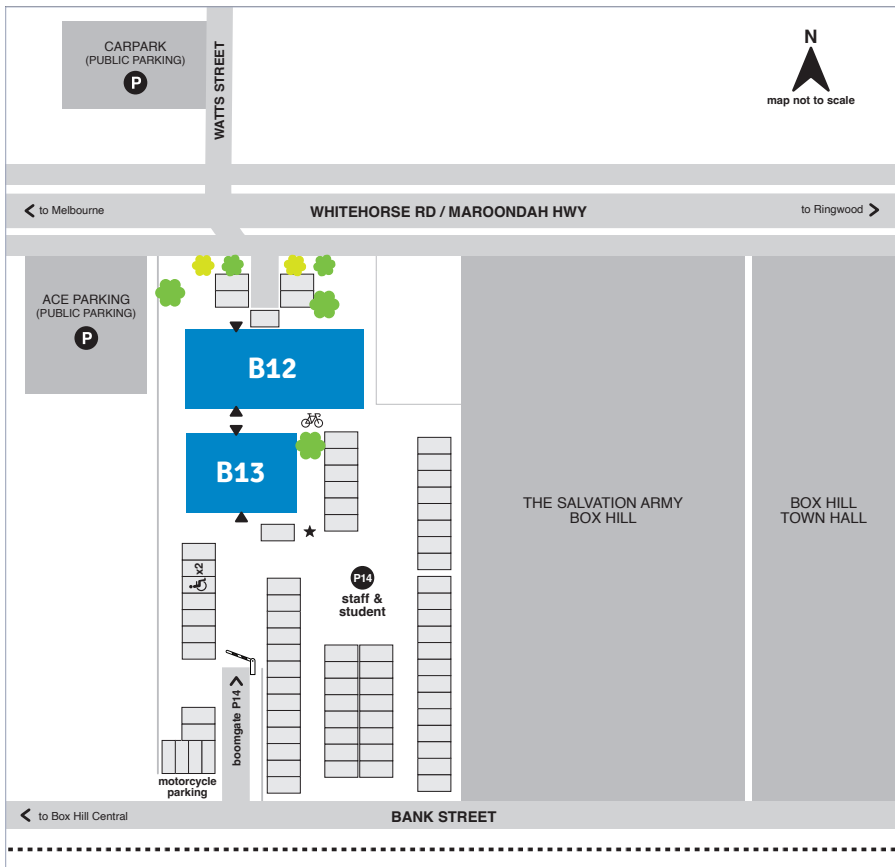 CARPARK
(PUBLIC PARKING)
P
WATTS STREET
N
map not to scale
to Melbourne
WHITEHORSE RD / MAROONDAH HWY
to Ringwood
ACE PARKING
(PUBLIC PARKING)
P
B12
B13
THE SALVATION ARMY
BOX HILL
BOX HILL
TOWN HALL
x2
P14
staff &
student
boomgate P14
motorcycle
parking
to Box Hill Central
BANK STREET